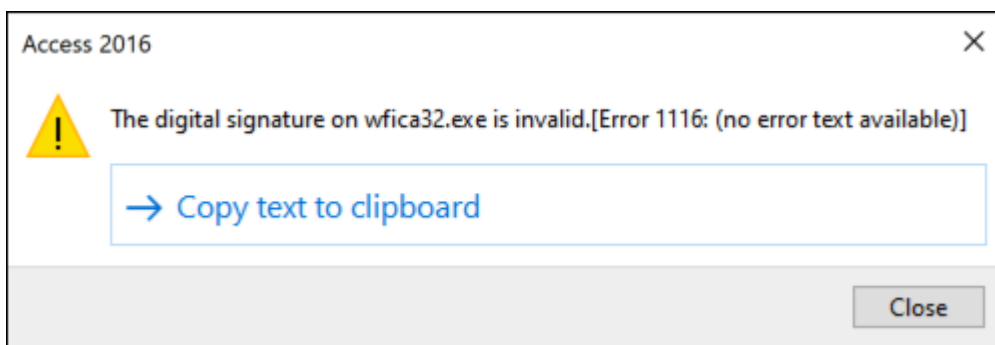 Access 2016
The digital signature on wfica32.exe is invalid.[Error 1116: (no error text available)]
Copy text to clipboard
Close